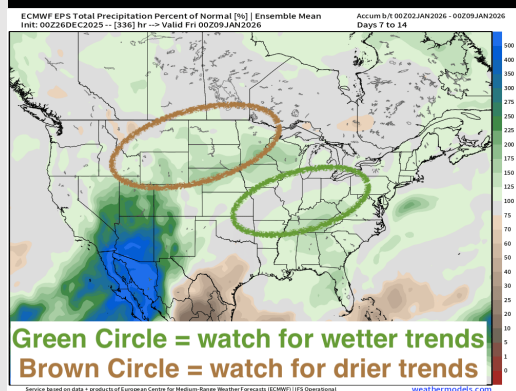 ECMWF EPS Total Precipitation Percent of Normal [%] | Ensemble Mean
Init: 00Z26DEC2025 -- [336] hr --> Valid Fri 00Z09JAN2026
Accum b/t 00Z02JAN2026 - 00Z09JAN2026
Days 7 to 14
500
450
400
350
300
250
200
175
150
125
100
75
70
60
50
40
30
20
10
5
1
0
Green Circle = watch for wetter trends
Brown Circle = watch for drier trends
Service based on data + products of European Centre for Medium-Range Weather Forecasts (ECMWF) | IFS Operational
weathermodels.com